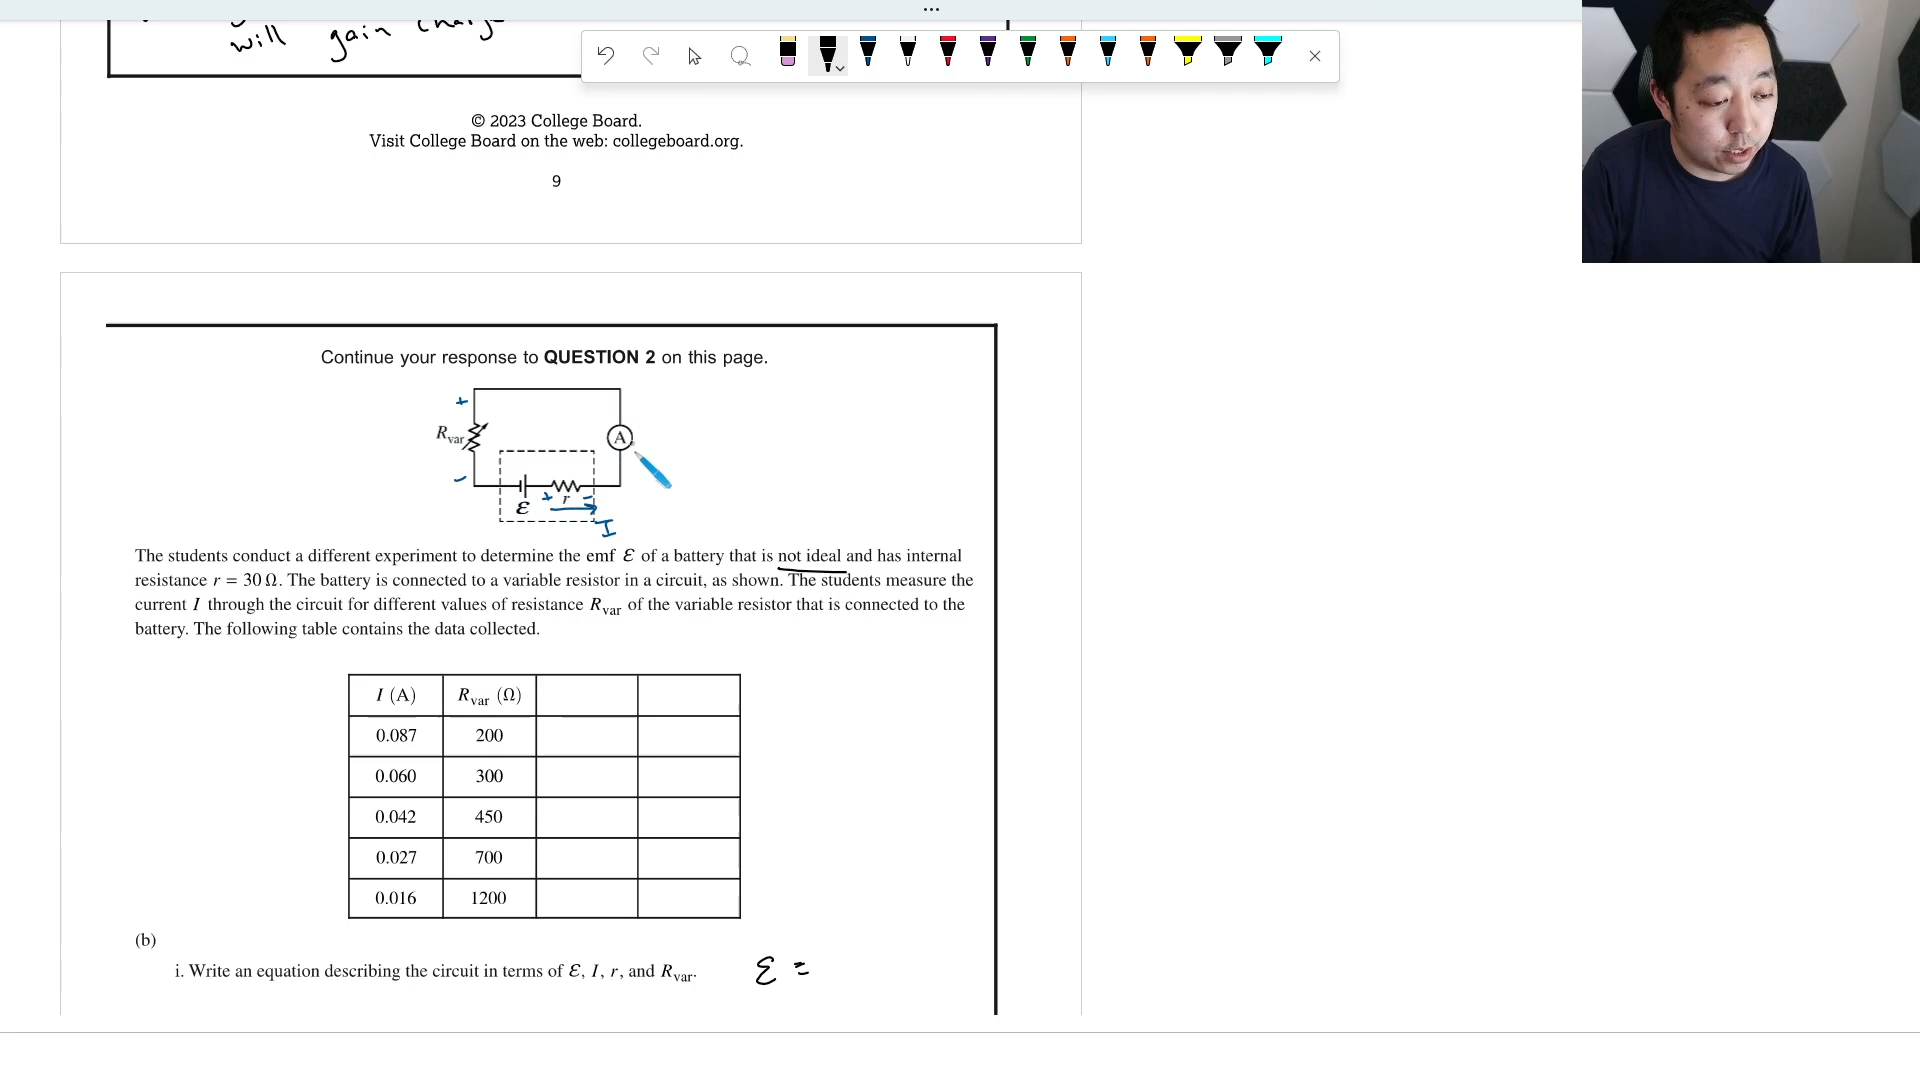 will gain charge
© 2023 College Board.
Visit College Board on the web: collegeboard.org.
9
Continue your response to QUESTION 2 on this page.
+
R_var
A
−
+ r −
ℰ
I
The students conduct a different experiment to determine the emf ℰ of a battery that is not ideal and has internal
resistance r = 30 Ω. The battery is connected to a variable resistor in a circuit, as shown. The students measure the
current I through the circuit for different values of resistance R_var of the variable resistor that is connected to the
battery. The following table contains the data collected.
I (A) R_var (Ω)
0.087 200
0.060 300
0.042 450
0.027 700
0.016 1200
(b)
i. Write an equation describing the circuit in terms of ℰ, I, r, and R_var. ℰ =